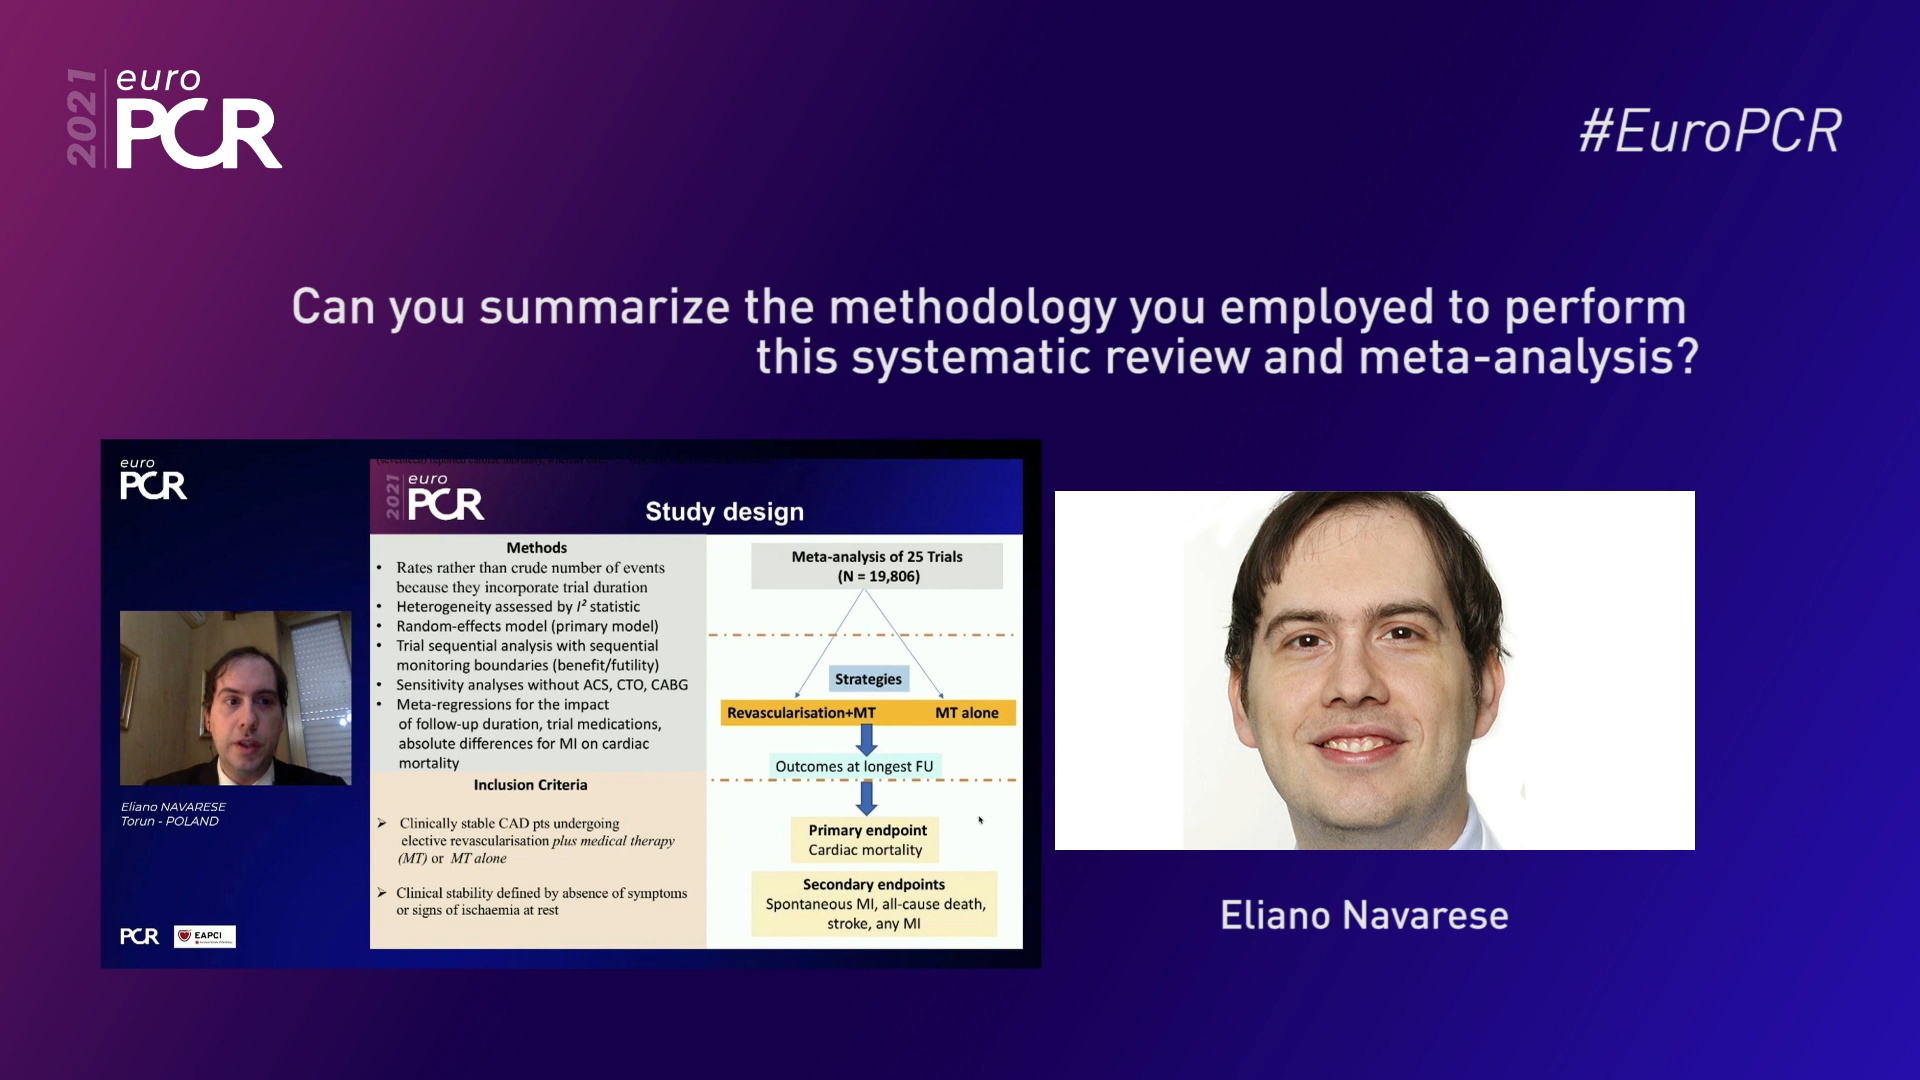 2021
euro
PCR
#EuroPCR
Can you summarize the methodology you employed to perform
this systematic review and meta-analysis?
euro
PCR
Eliano NAVARESE
Torun - POLAND
PCR
EAPCI
2021
euro
PCR
Study design
Methods
• Rates rather than crude number of events
because they incorporate trial duration
• Heterogeneity assessed by I² statistic
• Random-effects model (primary model)
• Trial sequential analysis with sequential
monitoring boundaries (benefit/futility)
• Sensitivity analyses without ACS, CTO, CABG
• Meta-regressions for the impact
of follow-up duration, trial medications,
absolute differences for MI on cardiac
mortality
Inclusion Criteria
➢ Clinically stable CAD pts undergoing
elective revascularisation plus medical therapy
(MT) or MT alone
➢ Clinical stability defined by absence of symptoms
or signs of ischaemia at rest
Meta-analysis of 25 Trials
(N = 19,806)
Strategies
Revascularisation+MT MT alone
Outcomes at longest FU
Primary endpoint
Cardiac mortality
Secondary endpoints
Spontaneous MI, all-cause death,
stroke, any MI
Eliano Navarese